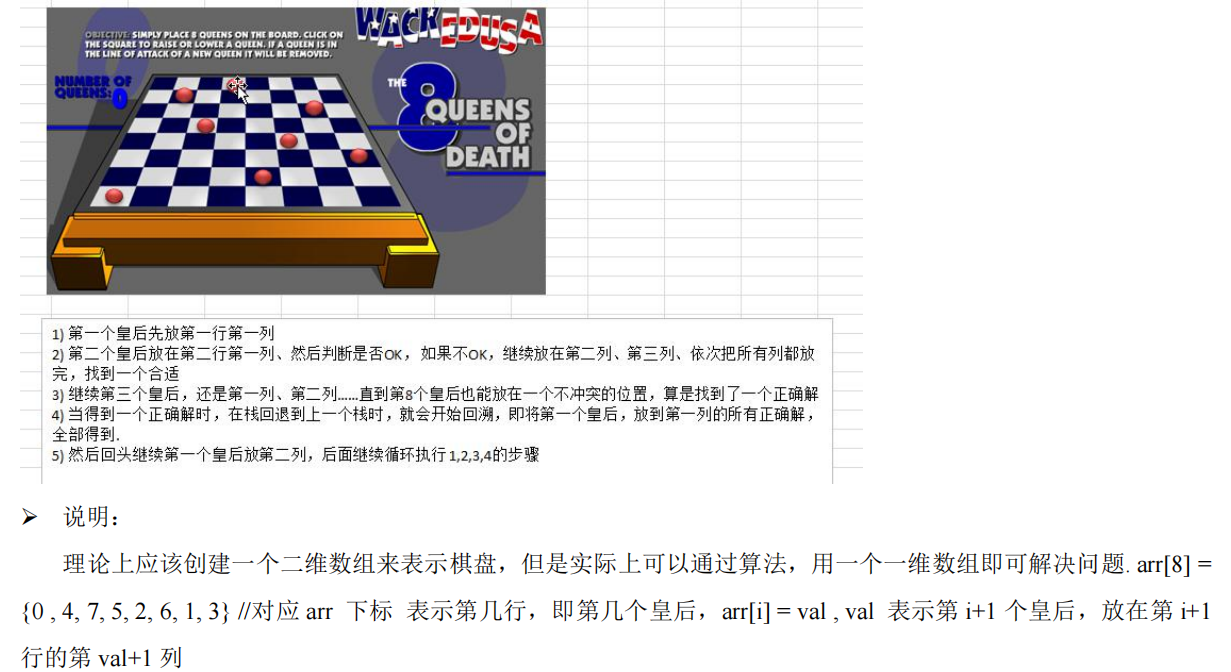 WACKEDUSA
OBJECTIVE: SIMPLY PLACE 8 QUEENS ON THE BOARD. CLICK ON
THE SQUARE TO RAISE OR LOWER A QUEEN. IF A QUEEN IS IN
THE LINE OF ATTACK OF A NEW QUEEN IT WILL BE REMOVED.
NUMBER OF
QUEENS:0
THE 8
QUEENS
OF
DEATH
1) 第一个皇后先放第一行第一列
2) 第二个皇后放在第二行第一列、然后判断是否OK，如果不OK，继续放在第二列、第三列、依次把所有列都放
完，找到一个合适
3) 继续第三个皇后，还是第一列、第二列……直到第8个皇后也能放在一个不冲突的位置，算是找到了一个正确解
4) 当得到一个正确解时，在栈回退到上一个栈时，就会开始回溯，即将第一个皇后，放到第一列的所有正确解，
全部得到.
5) 然后回头继续第一个皇后放第二列，后面继续循环执行 1,2,3,4的步骤
➢ 说明：
理论上应该创建一个二维数组来表示棋盘，但是实际上可以通过算法，用一个一维数组即可解决问题. arr[8] =
{0 , 4, 7, 5, 2, 6, 1, 3} //对应 arr 下标 表示第几行，即第几个皇后，arr[i] = val , val 表示第 i+1 个皇后，放在第 i+1
行的第 val+1 列